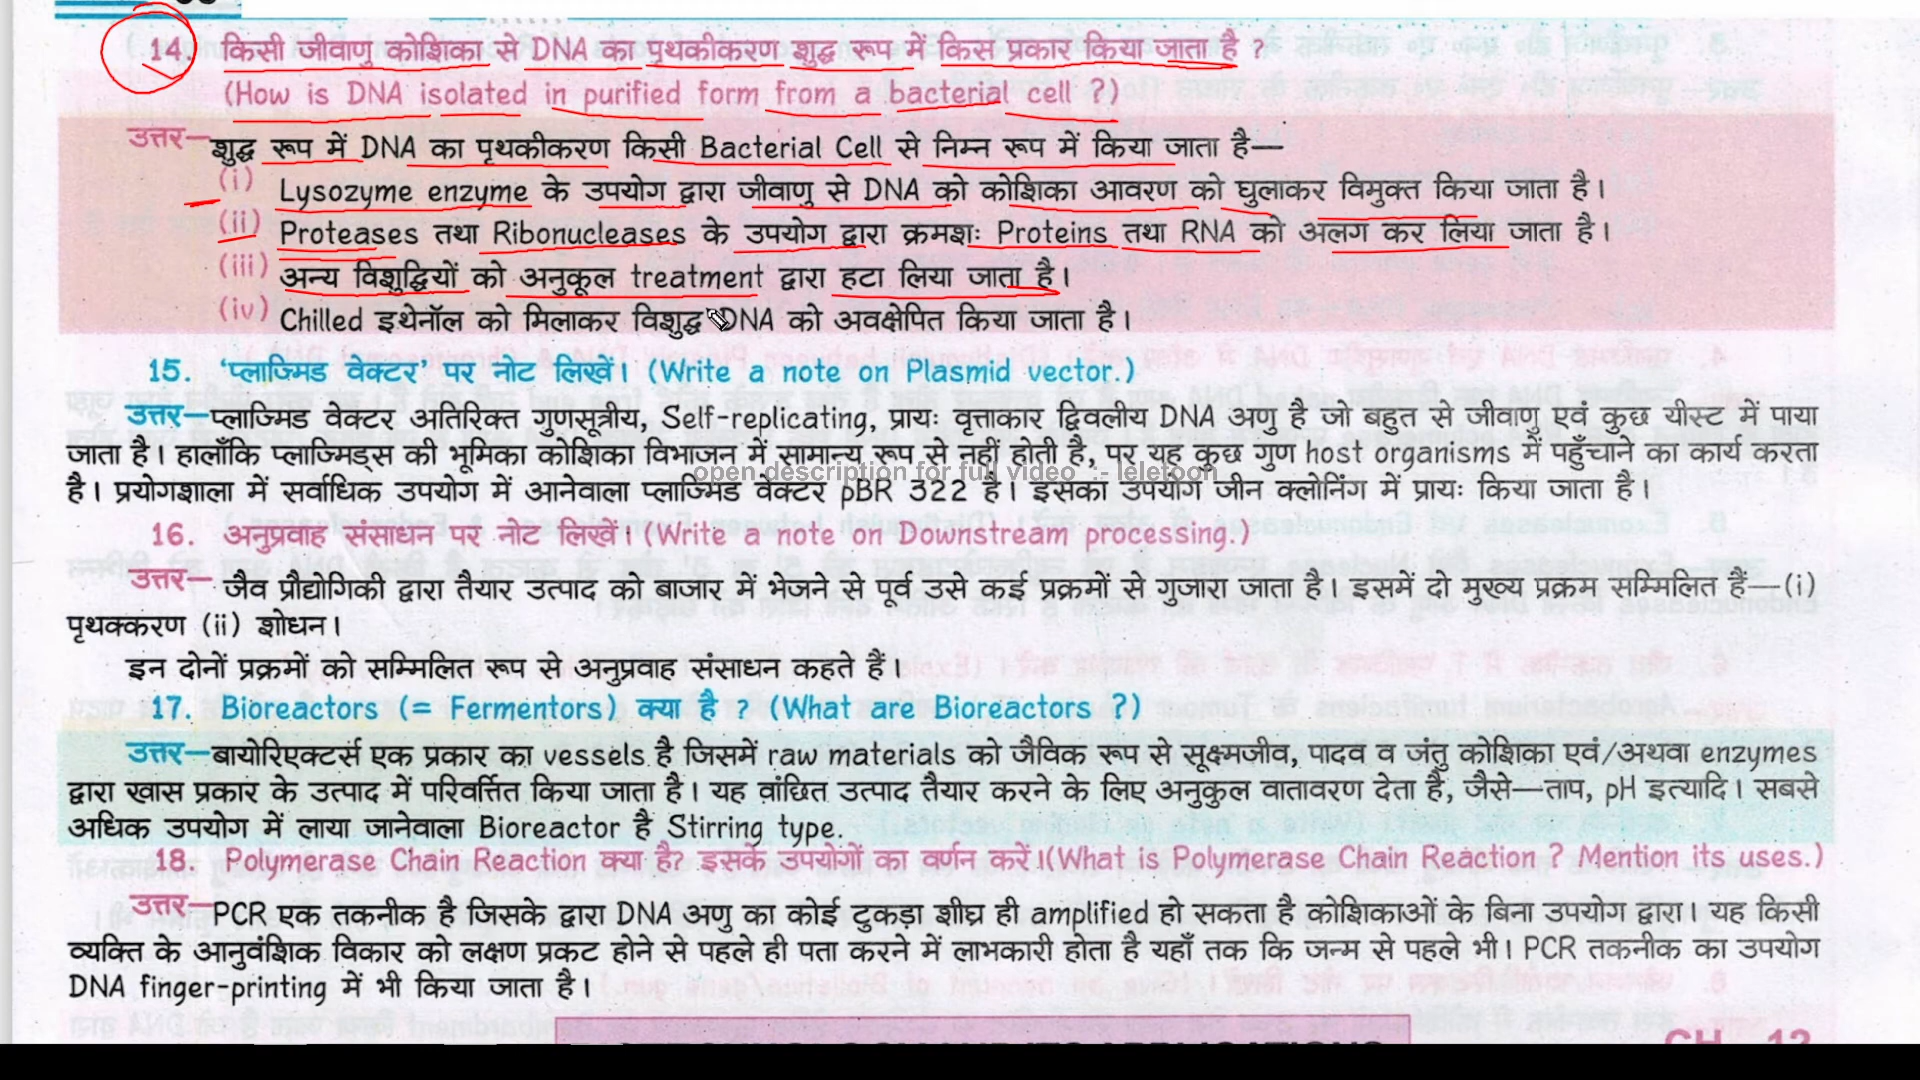 14. किसी जीवाणु कोशिका से DNA का पृथकीकरण शुद्ध रूप में किस प्रकार किया जाता है ?
(How is DNA isolated in purified form from a bacterial cell ?)
उत्तर—शुद्ध रूप में DNA का पृथकीकरण किसी Bacterial Cell से निम्न रूप में किया जाता है—
(i) Lysozyme enzyme के उपयोग द्वारा जीवाणु से DNA को कोशिका आवरण को घुलाकर विमुक्त किया जाता है।
(ii) Proteases तथा Ribonucleases के उपयोग द्वारा क्रमशः Proteins तथा RNA को अलग कर लिया जाता है।
(iii) अन्य विशुद्धियों को अनुकूल treatment द्वारा हटा लिया जाता है।
(iv) Chilled इथेनॉल को मिलाकर विशुद्ध DNA को अवक्षेपित किया जाता है।
15. 'प्लाज्मिड वेक्टर' पर नोट लिखें। (Write a note on Plasmid vector.)
उत्तर—प्लाज्मिड वेक्टर अतिरिक्त गुणसूत्रीय, Self-replicating, प्रायः वृत्ताकार द्विवलीय DNA अणु है जो बहुत से जीवाणु एवं कुछ यीस्ट में पाया
जाता है। हालाँकि प्लाज्मिड्स की भूमिका कोशिका विभाजन में सामान्य रूप से नहीं होती है, पर यह कुछ गुण host organisms में पहुँचाने का कार्य करता
open description for full video :- leletoon
है। प्रयोगशाला में सर्वाधिक उपयोग में आनेवाला प्लाज्मिड वेक्टर pBR 322 है। इसका उपयोग जीन क्लोनिंग में प्रायः किया जाता है।
16. अनुप्रवाह संसाधन पर नोट लिखें। (Write a note on Downstream processing.)
उत्तर— जैव प्रौद्योगिकी द्वारा तैयार उत्पाद को बाजार में भेजने से पूर्व उसे कई प्रक्रमों से गुजारा जाता है। इसमें दो मुख्य प्रक्रम सम्मिलित हैं—(i)
पृथक्करण (ii) शोधन।
इन दोनों प्रक्रमों को सम्मिलित रूप से अनुप्रवाह संसाधन कहते हैं।
17. Bioreactors (= Fermentors) क्या है ? (What are Bioreactors ?)
उत्तर—बायोरिएक्टर्स एक प्रकार का vessels है जिसमें raw materials को जैविक रूप से सूक्ष्मजीव, पादव व जंतु कोशिका एवं/अथवा enzymes
द्वारा खास प्रकार के उत्पाद में परिवर्त्तित किया जाता है। यह वांछित उत्पाद तैयार करने के लिए अनुकुल वातावरण देता है, जैसे—ताप, pH इत्यादि। सबसे
अधिक उपयोग में लाया जानेवाला Bioreactor है Stirring type.
18. Polymerase Chain Reaction क्या है? इसके उपयोगों का वर्णन करें।(What is Polymerase Chain Reaction ? Mention its uses.)
उत्तर—PCR एक तकनीक है जिसके द्वारा DNA अणु का कोई टुकड़ा शीघ्र ही amplified हो सकता है कोशिकाओं के बिना उपयोग द्वारा। यह किसी
व्यक्ति के आनुवंशिक विकार को लक्षण प्रकट होने से पहले ही पता करने में लाभकारी होता है यहाँ तक कि जन्म से पहले भी। PCR तकनीक का उपयोग
DNA finger-printing में भी किया जाता है।